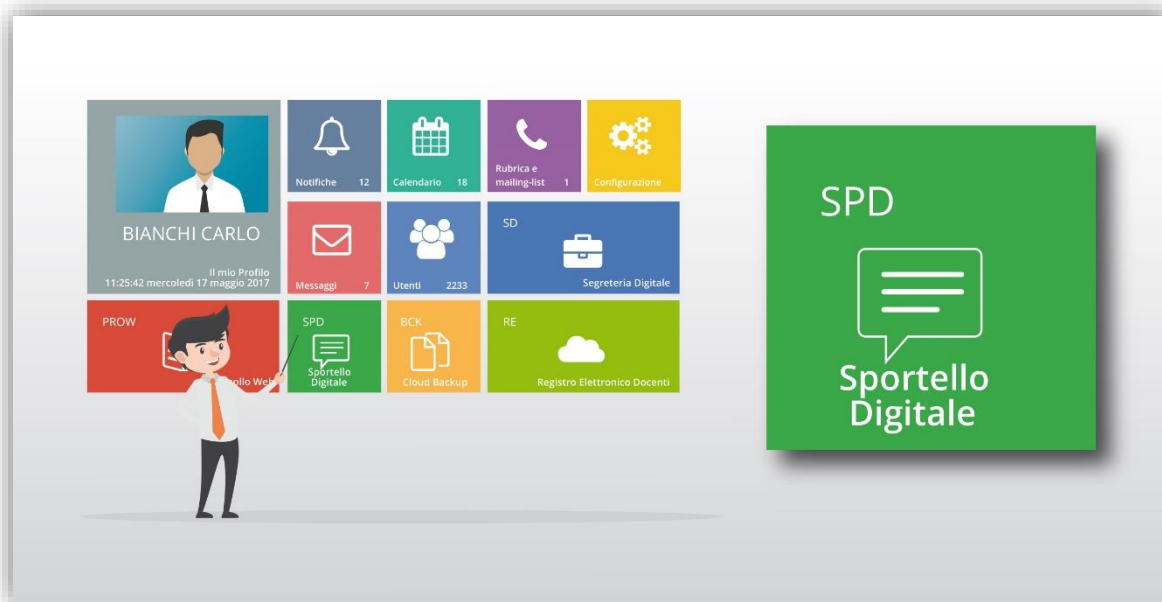 BIANCHI CARLO
Il mio Profilo
11:25:42 mercoledì 17 maggio 2017
Notifiche 12
Calendario 18
Rubrica e
mailing-list 1
Configurazione
Messaggi 7
Utenti 2233
SD
Segreteria Digitale
PROW
Web
SPD
Sportello
Digitale
BCK
Cloud Backup
RE
Registro Elettronico Docenti
SPD
Sportello
Digitale